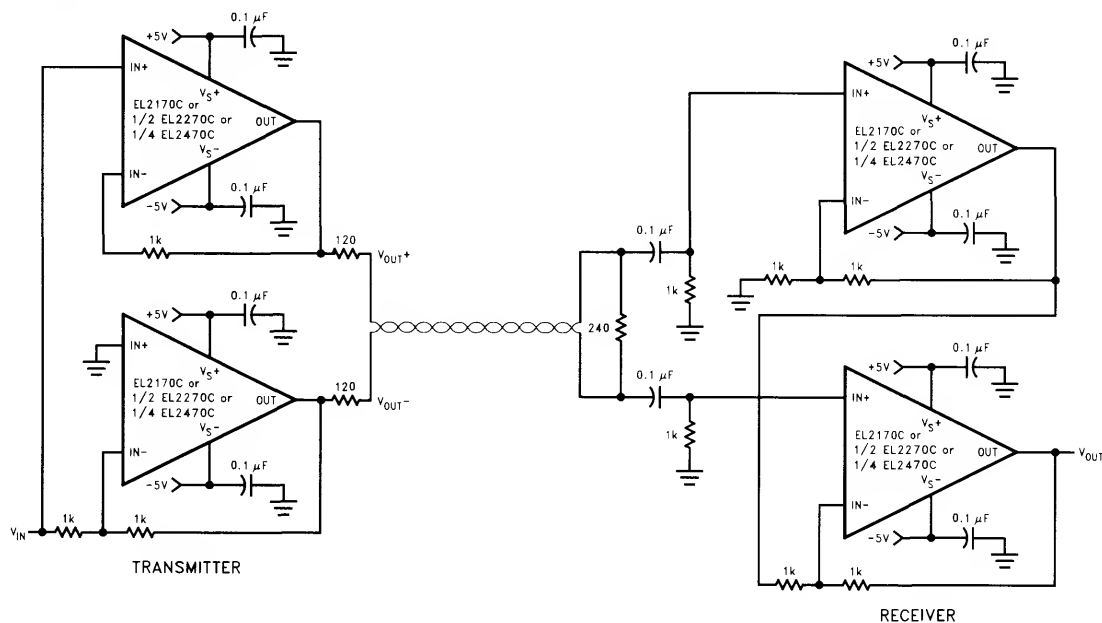 0.1 μF
+5V
IN+
VS+
EL2170C or
1/2 EL2270C or
1/4 EL2470C
OUT
VS-
IN-
0.1 μF
-5V
1k
120
VOUT+
0.1 μF
+5V
IN+
VS+
EL2170C or
1/2 EL2270C or
1/4 EL2470C
OUT
120
VOUT-
VS-
IN-
0.1 μF
-5V
VIN
1k
1k
TRANSMITTER
0.1 μF
1k
240
0.1 μF
1k
0.1 μF
+5V
IN+
VS+
EL2170C or
1/2 EL2270C or
1/4 EL2470C
OUT
VS-
IN-
0.1 μF
-5V
1k
1k
0.1 μF
+5V
IN+
VS+
EL2170C or
1/2 EL2270C or
1/4 EL2470C
OUT
VOUT
VS-
IN-
0.1 μF
-5V
1k
1k
RECEIVER